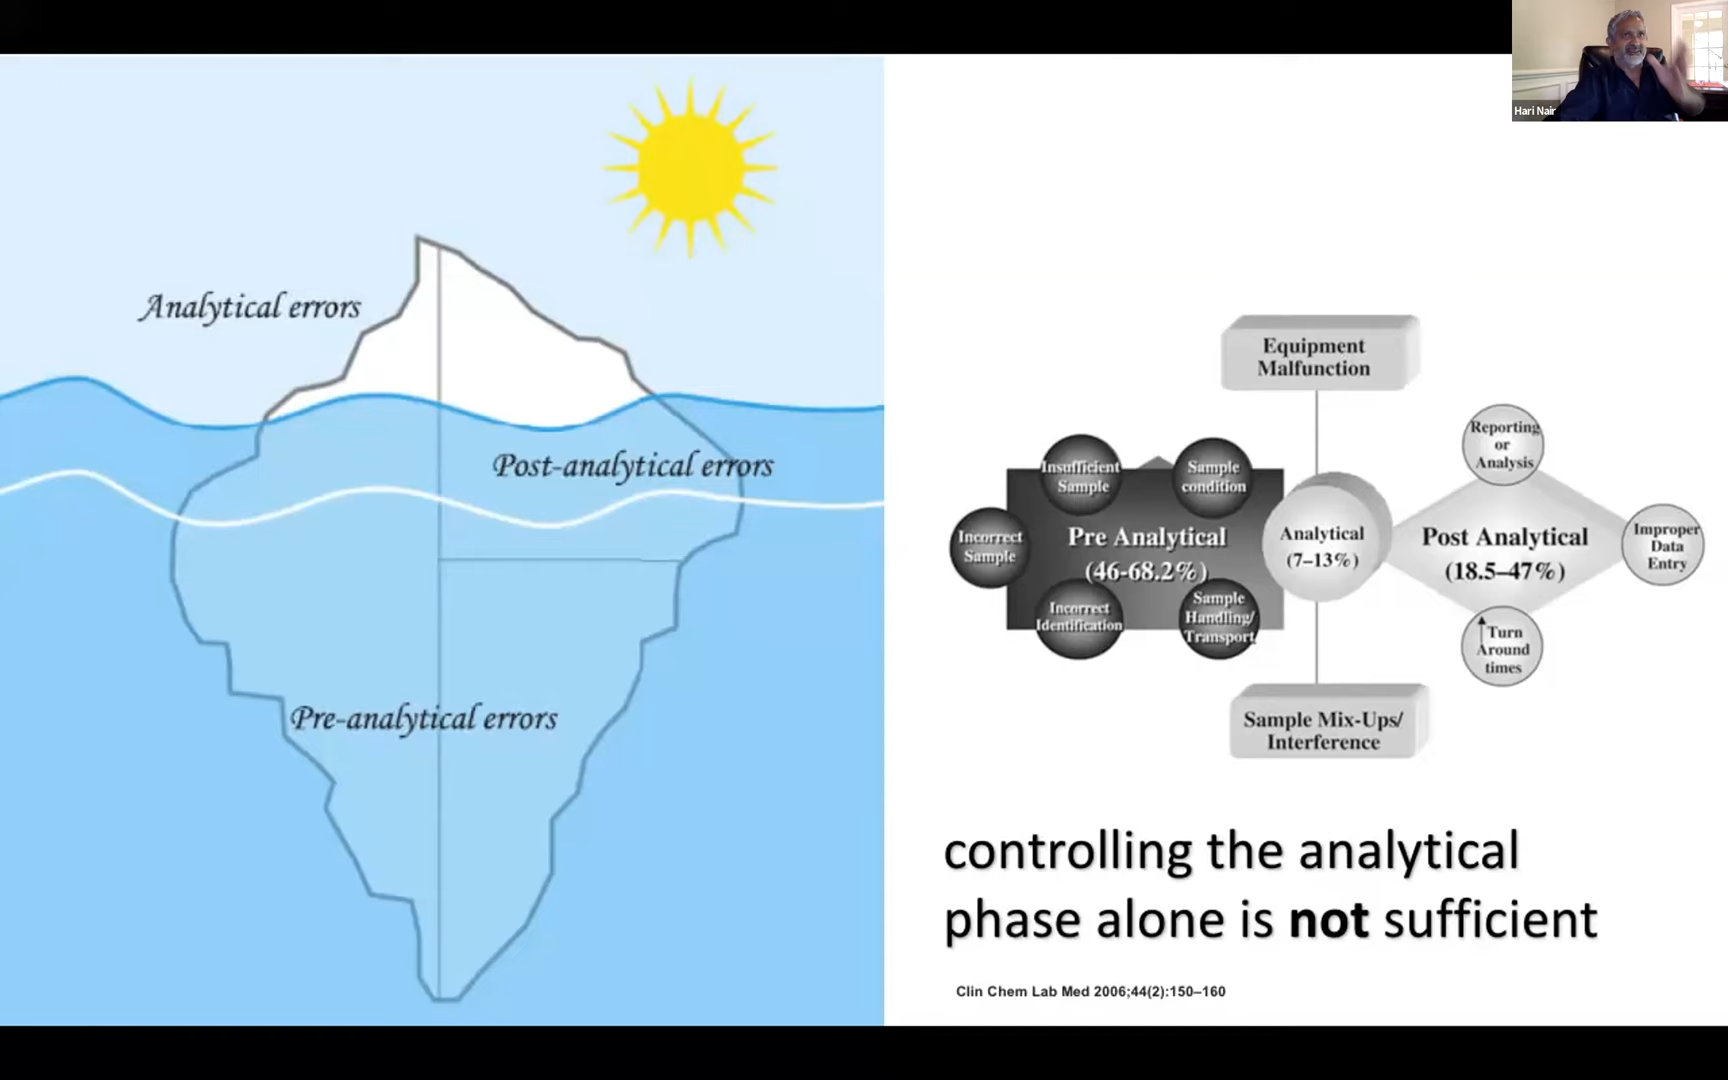 Hari Nair
Analytical errors
Post-analytical errors
Pre-analytical errors
Equipment
Malfunction
Insufficient
Sample
Sample
condition
Incorrect
Sample
Pre Analytical
(46-68.2%)
Incorrect
Identification
Sample
Handling/
Transport
Analytical
(7–13%)
Reporting
or
Analysis
Post Analytical
(18.5–47%)
Improper
Data
Entry
Turn
Around
times
Sample Mix-Ups/
Interference
controlling the analytical
phase alone is not sufficient
Clin Chem Lab Med 2006;44(2):150–160